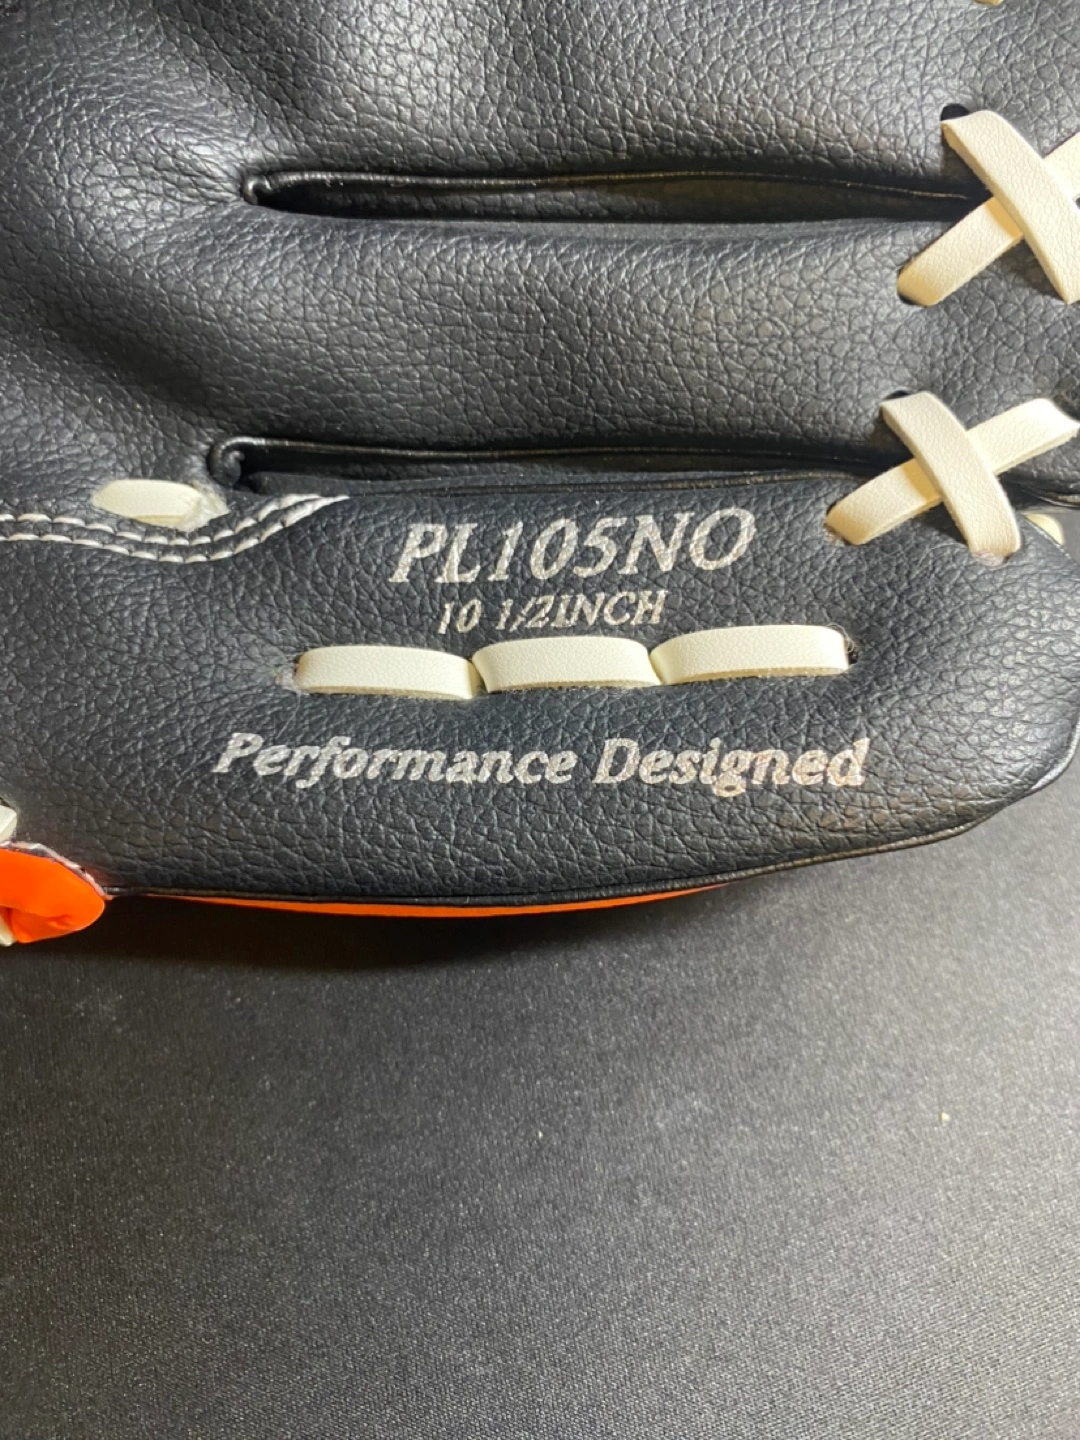 PL105NO
10 1/2INCH
Performance Designed